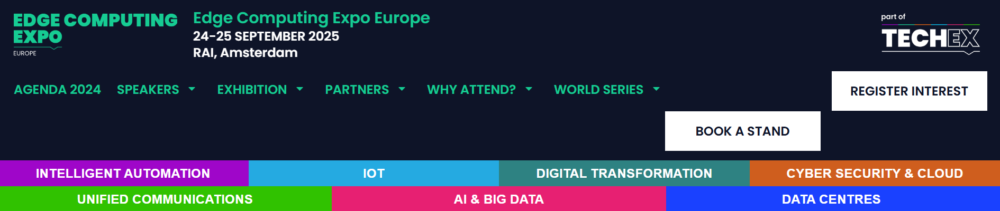 EDGE COMPUTING
EXPO
EUROPE
Edge Computing Expo Europe
24-25 SEPTEMBER 2025
RAI, Amsterdam
part of
TECHEX
AGENDA 2024 SPEAKERS EXHIBITION PARTNERS WHY ATTEND? WORLD SERIES
REGISTER INTEREST
BOOK A STAND
INTELLIGENT AUTOMATION IOT DIGITAL TRANSFORMATION CYBER SECURITY & CLOUD
UNIFIED COMMUNICATIONS AI & BIG DATA DATA CENTRES